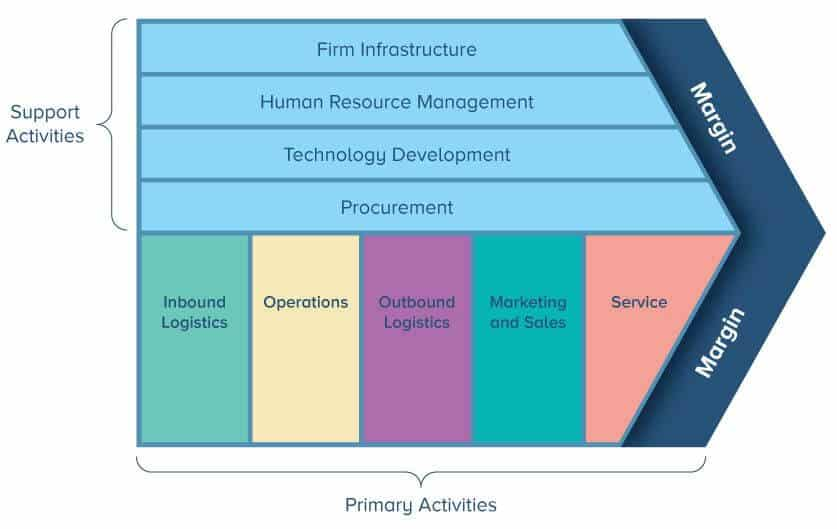 Support
Activities
Firm Infrastructure
Human Resource Management
Technology Development
Procurement
Margin
Inbound
Logistics
Operations
Outbound
Logistics
Marketing
and Sales
Service
Margin
Primary Activities